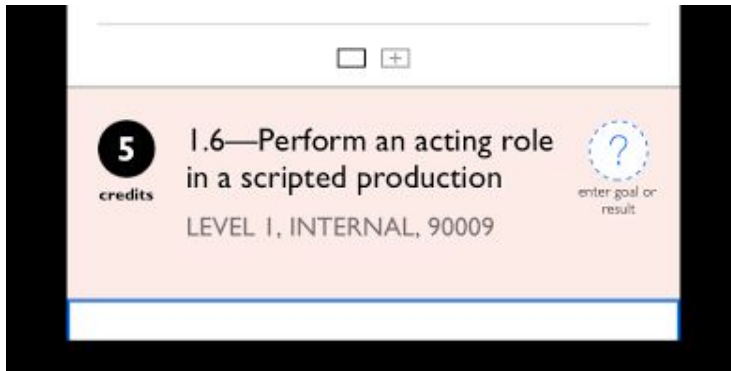 5
credits
1.6—Perform an acting role
in a scripted production
LEVEL 1, INTERNAL, 90009
?
enter goal or
result